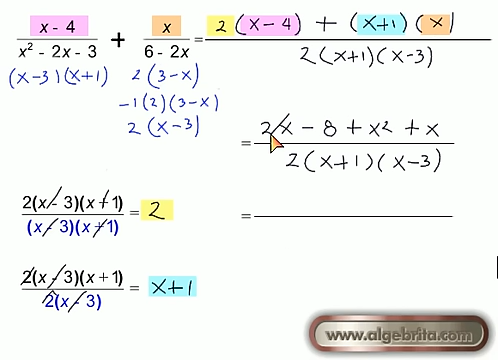 x - 4 / x² - 2x - 3 + x / 6 - 2x = 2(x-4) + (x+1)(x) / 2(x+1)(x-3)
(x-3)(x+1) 2(3-x)
-1(2)(3-x)
2(x-3)
= 2x - 8 + x² + x / 2(x+1)(x-3)
2(x - 3)(x + 1) / (x - 3)(x + 1) = 2
=
2(x - 3)(x + 1) / 2(x - 3) = x+1
www.algebrita.com